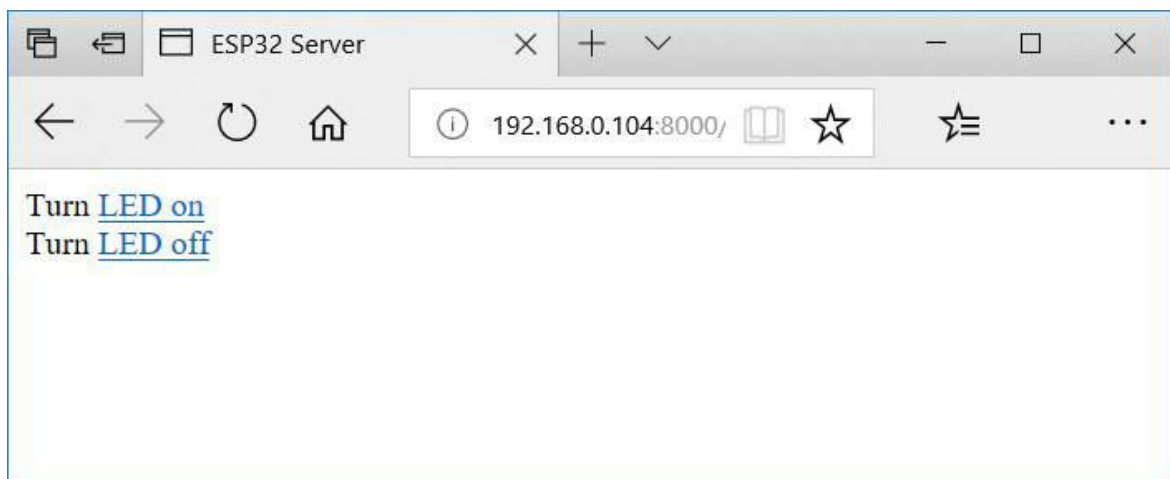 ESP32 Server
192.168.0.104:8000/
Turn LED on
Turn LED off